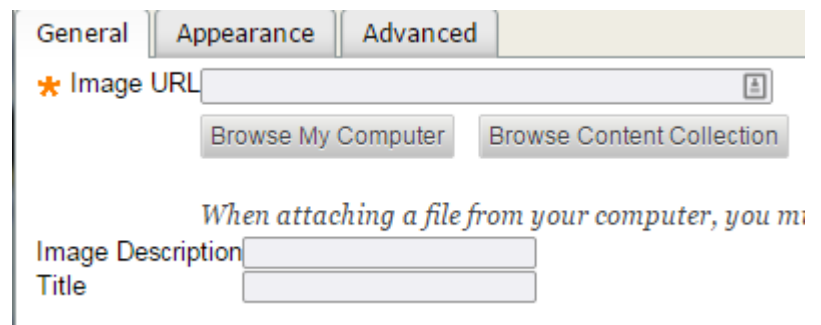 General Appearance Advanced
* Image URL
Browse My Computer Browse Content Collection
When attaching a file from your computer, you
Image Description
Title